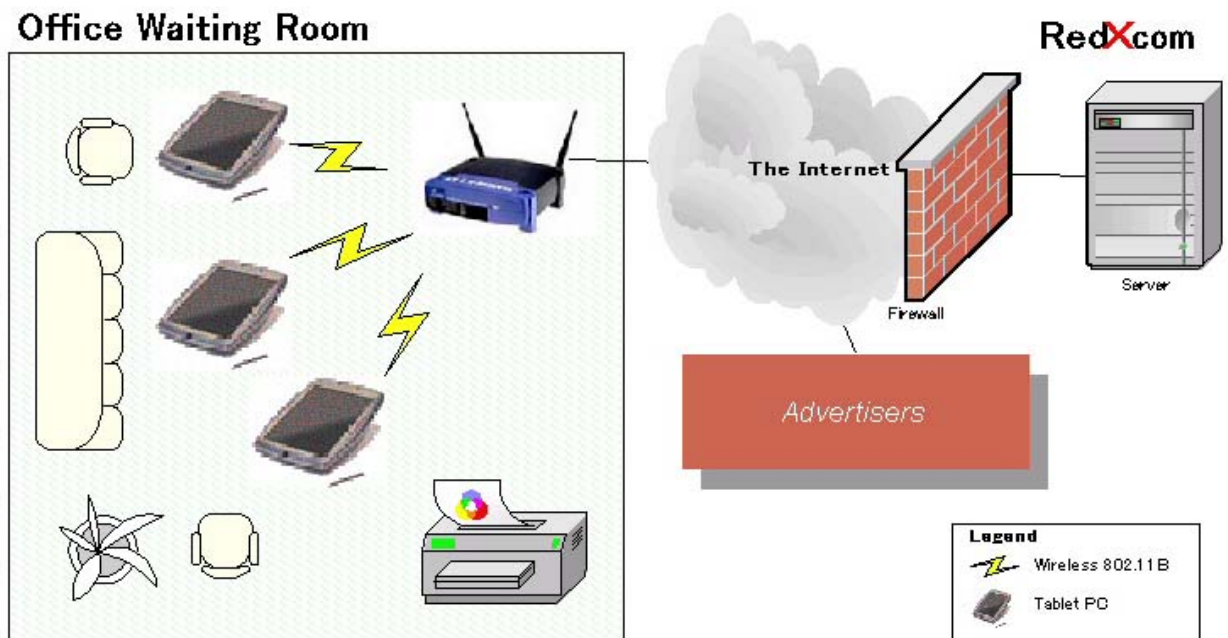 Office Waiting Room
RedXcom
The Internet
Firewall
Server
Advertisers
Legend
Wireless 802.11B
Tablet PC